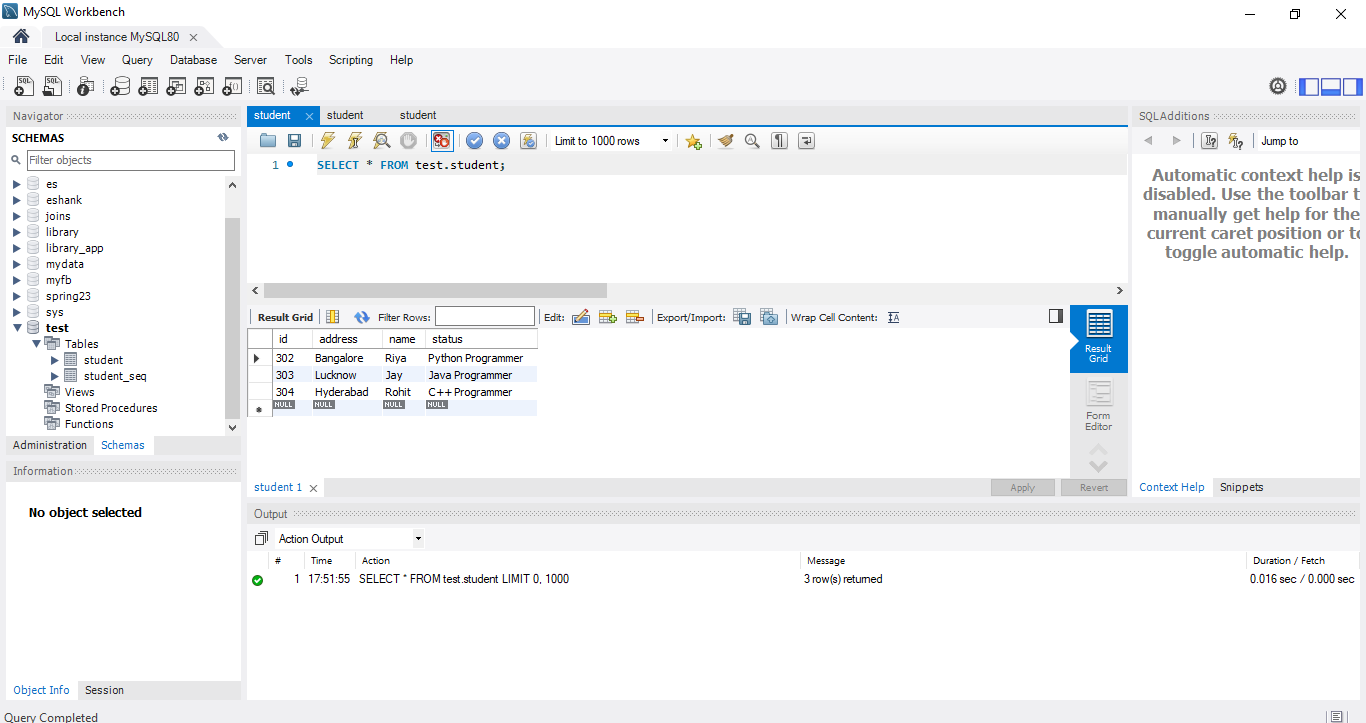 MySQL Workbench
Local instance MySQL80
File Edit View Query Database Server Tools Scripting Help
Navigator
SCHEMAS
Filter objects
es
eshank
joins
library
library_app
mydata
myfb
spring23
sys
test
Tables
student
student_seq
Views
Stored Procedures
Functions
Administration Schemas
Information
No object selected
Object Info Session
Query Completed
student student student
Limit to 1000 rows
1 SELECT * FROM test.student;
Result Grid Filter Rows: Edit: Export/Import: Wrap Cell Content:
id address name status
302 Bangalore Riya Python Programmer
303 Lucknow Jay Java Programmer
304 Hyderabad Rohit C++ Programmer
NULL NULL NULL NULL
Result
Grid
Form
Editor
student 1 Apply Revert
Output
Action Output
# Time Action Message Duration / Fetch
1 17:51:55 SELECT * FROM test.student LIMIT 0, 1000 3 row(s) returned 0.016 sec / 0.000 sec
SQLAdditions
Jump to
Automatic context help is
disabled. Use the toolbar t
manually get help for the
current caret position or to
toggle automatic help.
Context Help Snippets